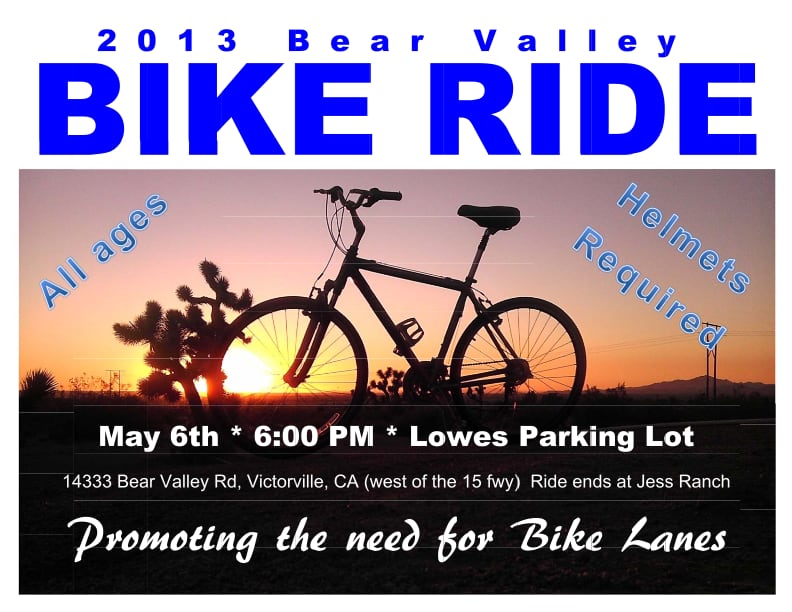 2013 Bear Valley
BIKE RIDE
All ages
Helmets
Required
May 6th * 6:00 PM * Lowes Parking Lot
14333 Bear Valley Rd, Victorville, CA (west of the 15 fwy)  Ride ends at Jess Ranch
Promoting the need for Bike Lanes